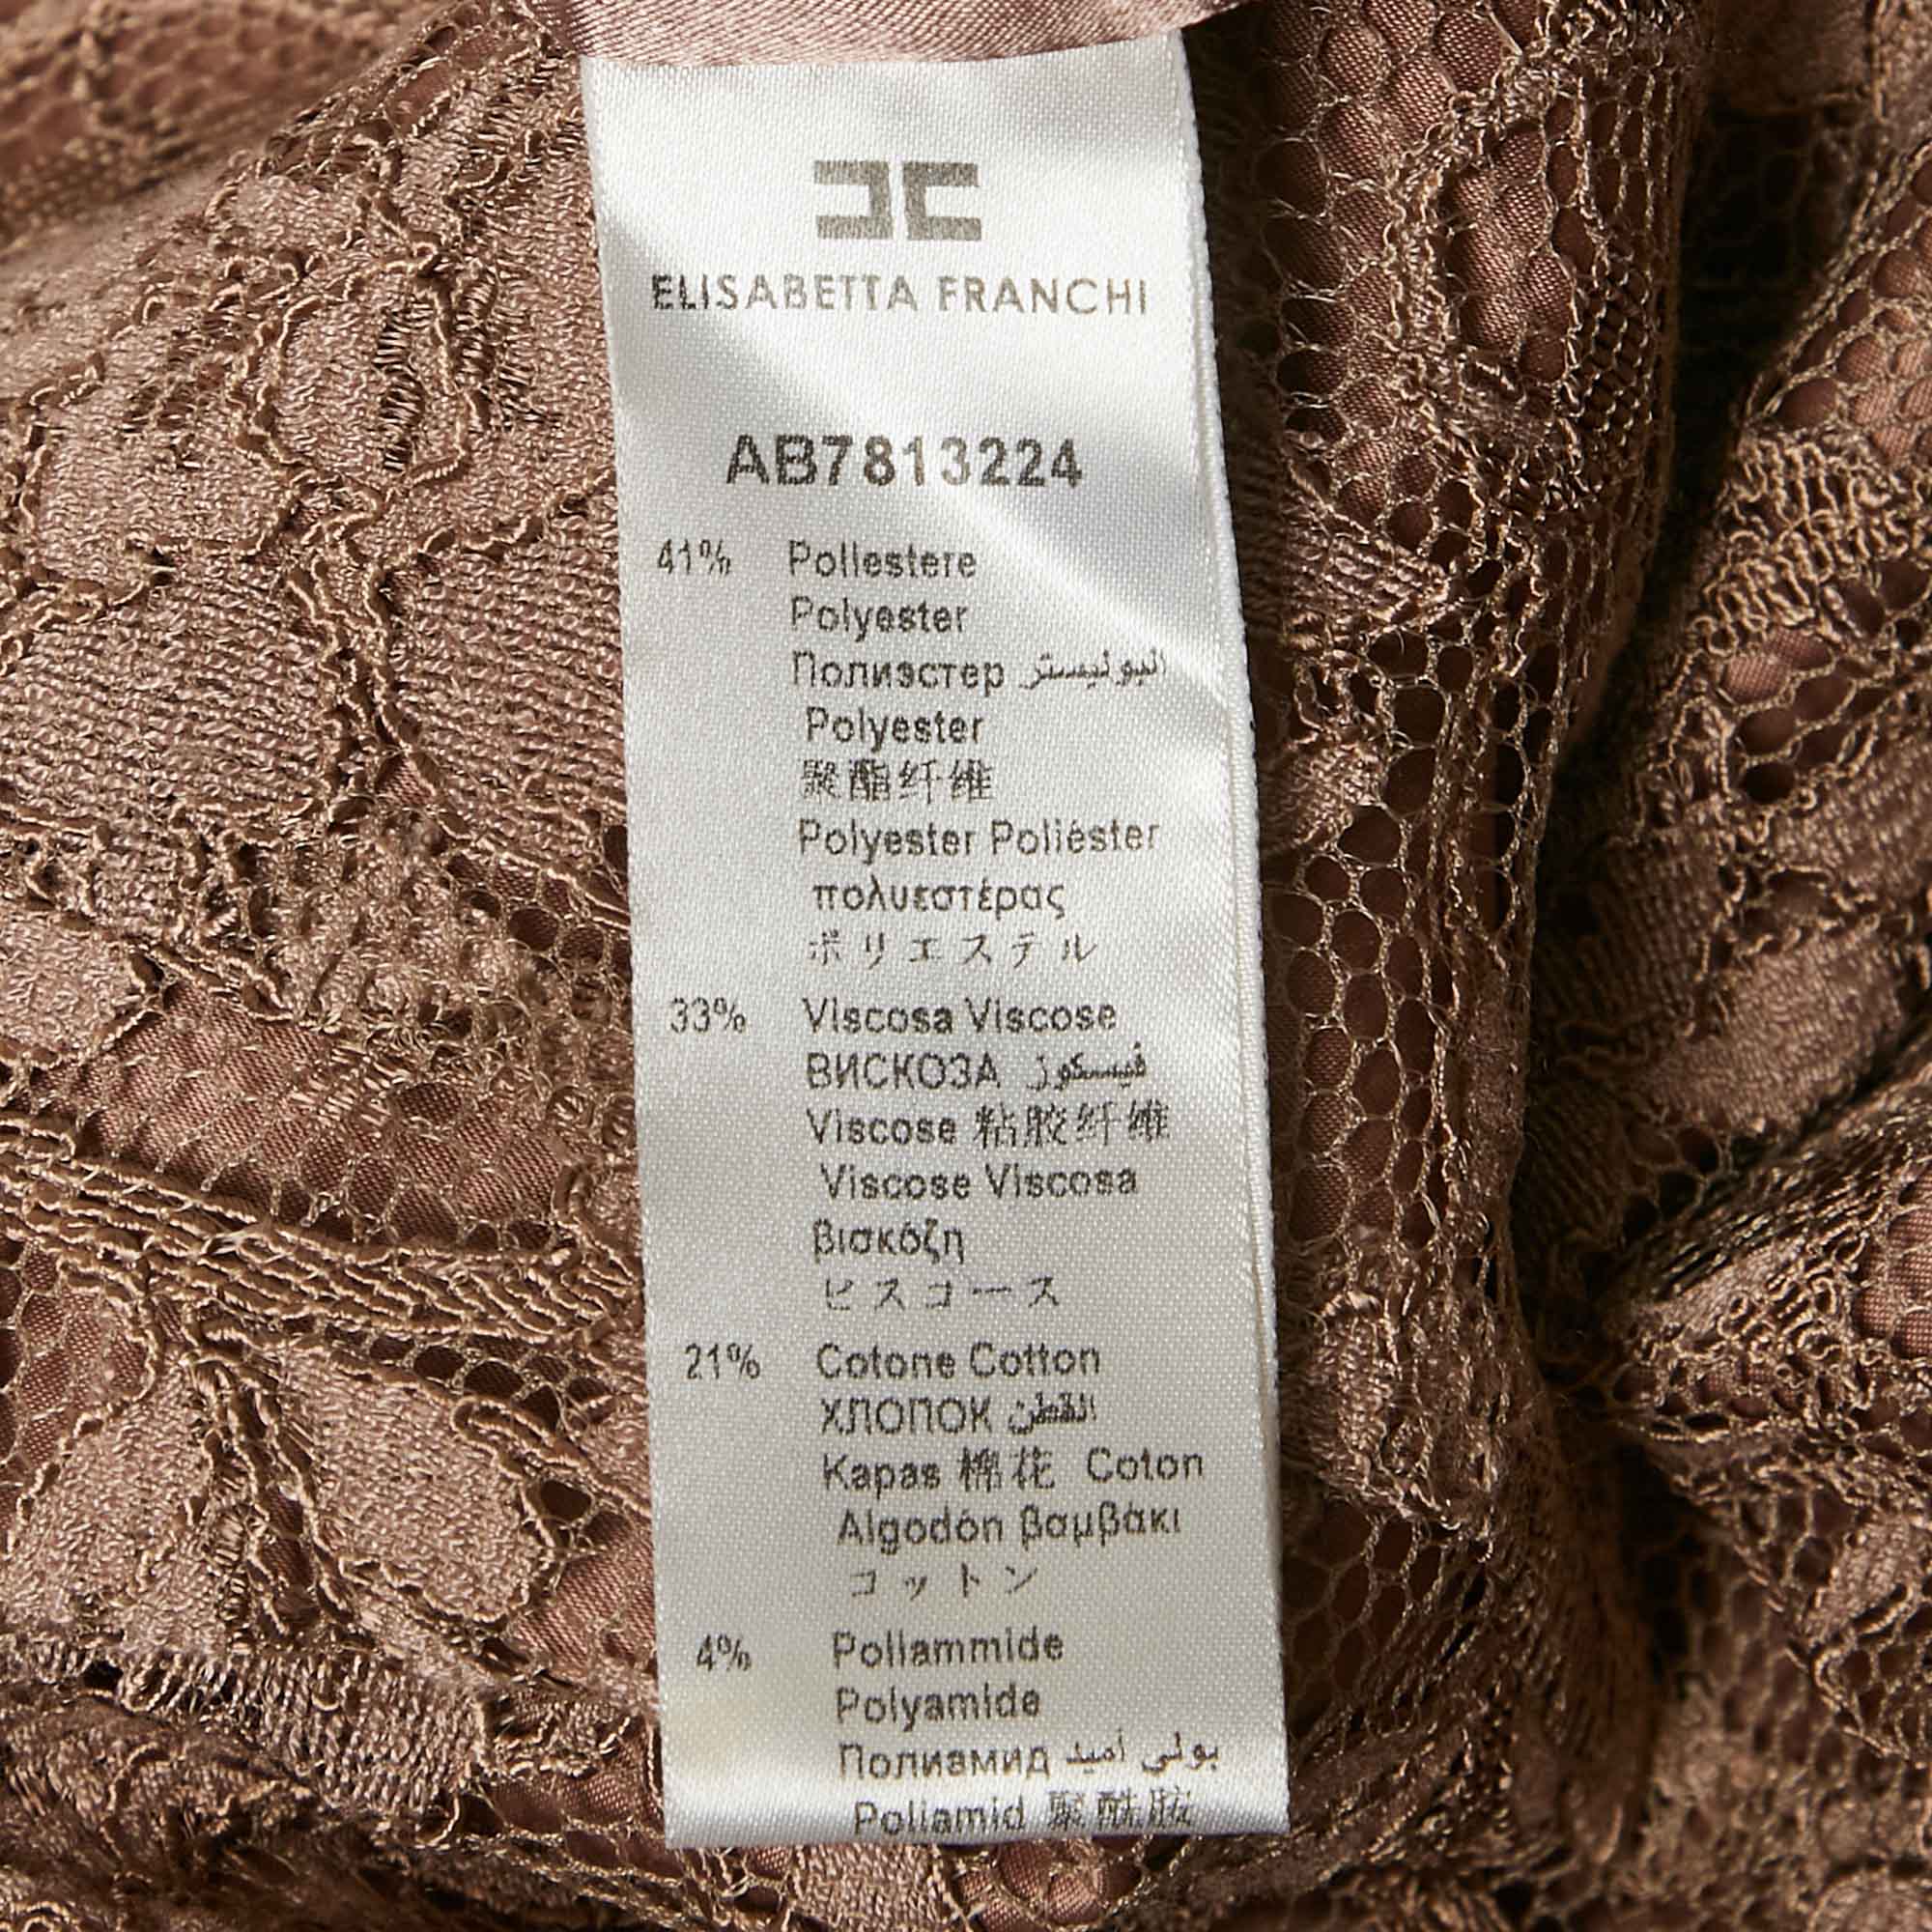 ELISABETTA FRANCHI
AB7813224
41% Poliestere
Polyester
Полиэстер البوليستر
Polyester
聚酯纤维
Polyester Poliéster
πολυεστέρας
ポリエステル
33% Viscosa Viscose
ВИСКОЗА فيسكوز
Viscose 粘胶纤维
Viscose Viscosa
βισκόζη
ビスコース
21% Cotone Cotton
ХЛОПОК القطن
Kapas 棉花 Coton
Algodón βαμβάκι
コットン
4% Poliammide
Polyamide
Полиамид بولي أميد
Poliamid 聚酰胺